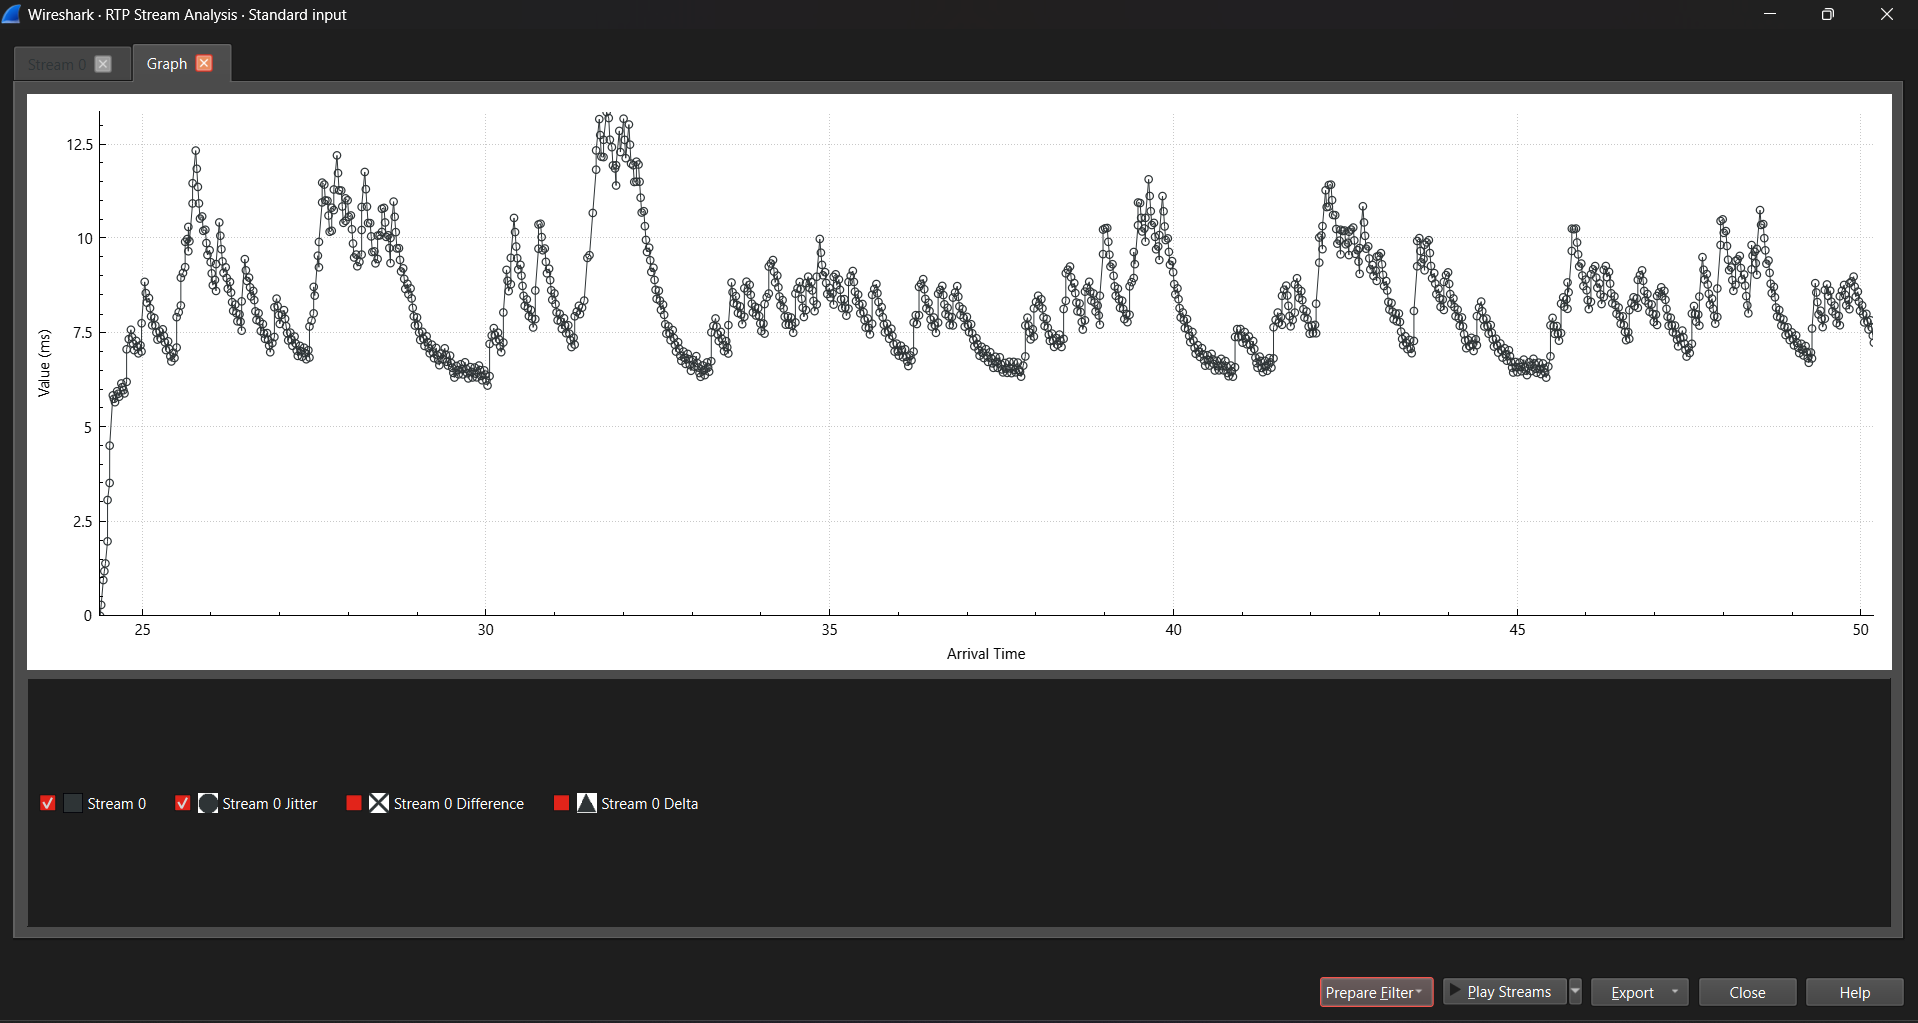 Wireshark · RTP Stream Analysis · Standard input
Stream 0
Graph
12.5
10
7.5
5
2.5
0
Value (ms)
25 30 35 40 45 50
Arrival Time
Stream 0 Stream 0 Jitter Stream 0 Difference Stream 0 Delta
Prepare Filter Play Streams Export Close Help